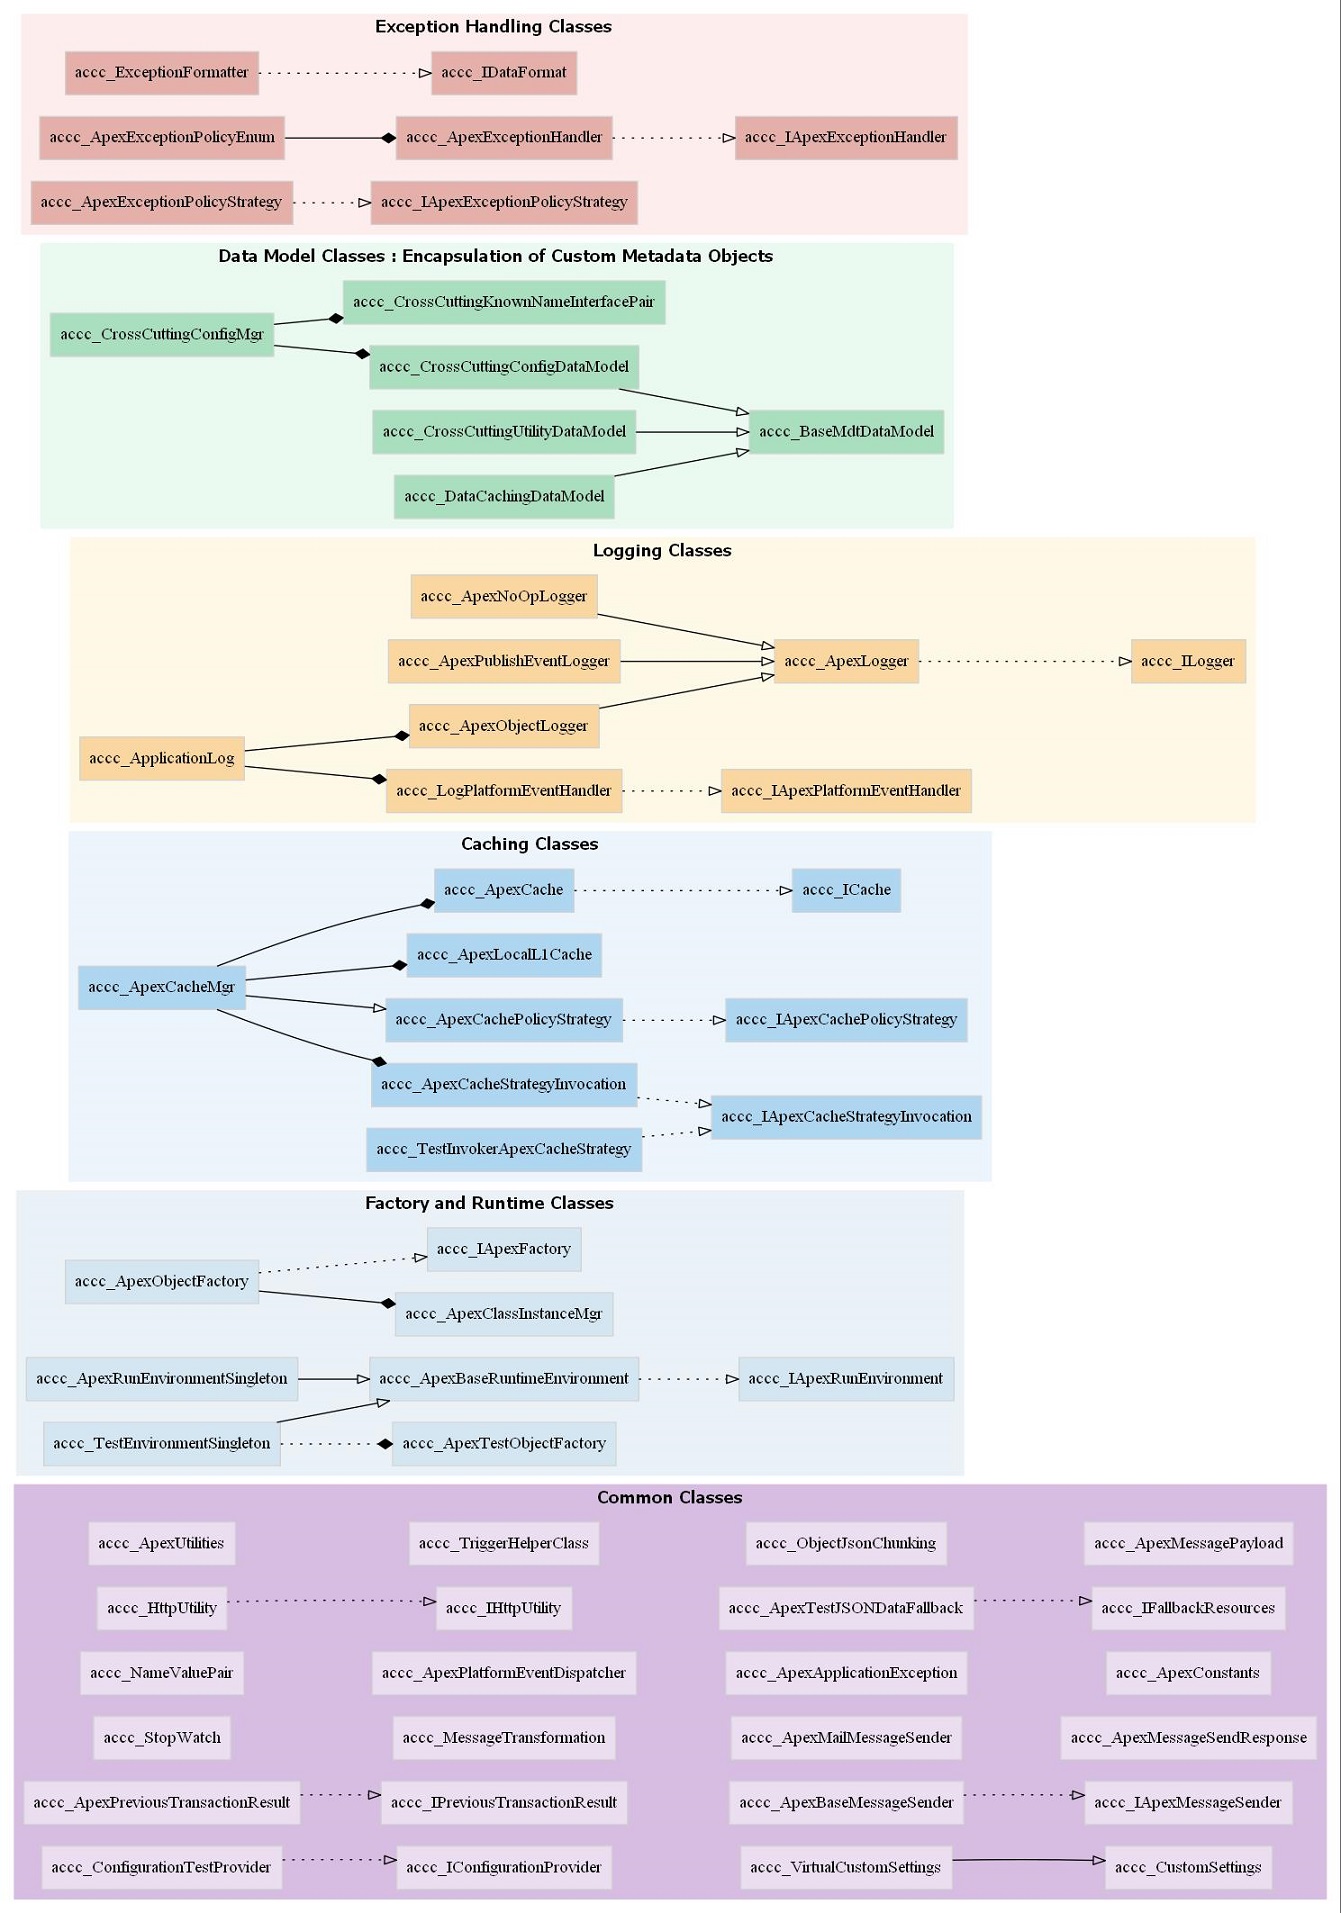 Exception Handling Classes
accc_ExceptionFormatter
accc_IDataFormat
accc_ApexExceptionPolicyEnum
accc_ApexExceptionHandler
accc_IApexExceptionHandler
accc_ApexExceptionPolicyStrategy
accc_IApexExceptionPolicyStrategy
Data Model Classes : Encapsulation of Custom Metadata Objects
accc_CrossCuttingKnownNameInterfacePair
accc_CrossCuttingConfigMgr
accc_CrossCuttingConfigDataModel
accc_CrossCuttingUtilityDataModel
accc_BaseMdtDataModel
accc_DataCachingDataModel
Logging Classes
accc_ApexNoOpLogger
accc_ApexPublishEventLogger
accc_ApexLogger
accc_ILogger
accc_ApexObjectLogger
accc_ApplicationLog
accc_LogPlatformEventHandler
accc_IApexPlatformEventHandler
Caching Classes
accc_ApexCache
accc_ICache
accc_ApexLocalL1Cache
accc_ApexCacheMgr
accc_ApexCachePolicyStrategy
accc_IApexCachePolicyStrategy
accc_ApexCacheStrategyInvocation
accc_IApexCacheStrategyInvocation
accc_TestInvokerApexCacheStrategy
Factory and Runtime Classes
accc_IApexFactory
accc_ApexObjectFactory
accc_ApexClassInstanceMgr
accc_ApexRunEnvironmentSingleton
accc_ApexBaseRuntimeEnvironment
accc_IApexRunEnvironment
accc_TestEnvironmentSingleton
accc_ApexTestObjectFactory
Common Classes
accc_ApexUtilities
accc_TriggerHelperClass
accc_ObjectJsonChunking
accc_ApexMessagePayload
accc_HttpUtility
accc_IHttpUtility
accc_ApexTestJSONDataFallback
accc_IFallbackResources
accc_NameValuePair
accc_ApexPlatformEventDispatcher
accc_ApexApplicationException
accc_ApexConstants
accc_StopWatch
accc_MessageTransformation
accc_ApexMailMessageSender
accc_ApexMessageSendResponse
accc_ApexPreviousTransactionResult
accc_IPreviousTransactionResult
accc_ApexBaseMessageSender
accc_IApexMessageSender
accc_ConfigurationTestProvider
accc_IConfigurationProvider
accc_VirtualCustomSettings
accc_CustomSettings